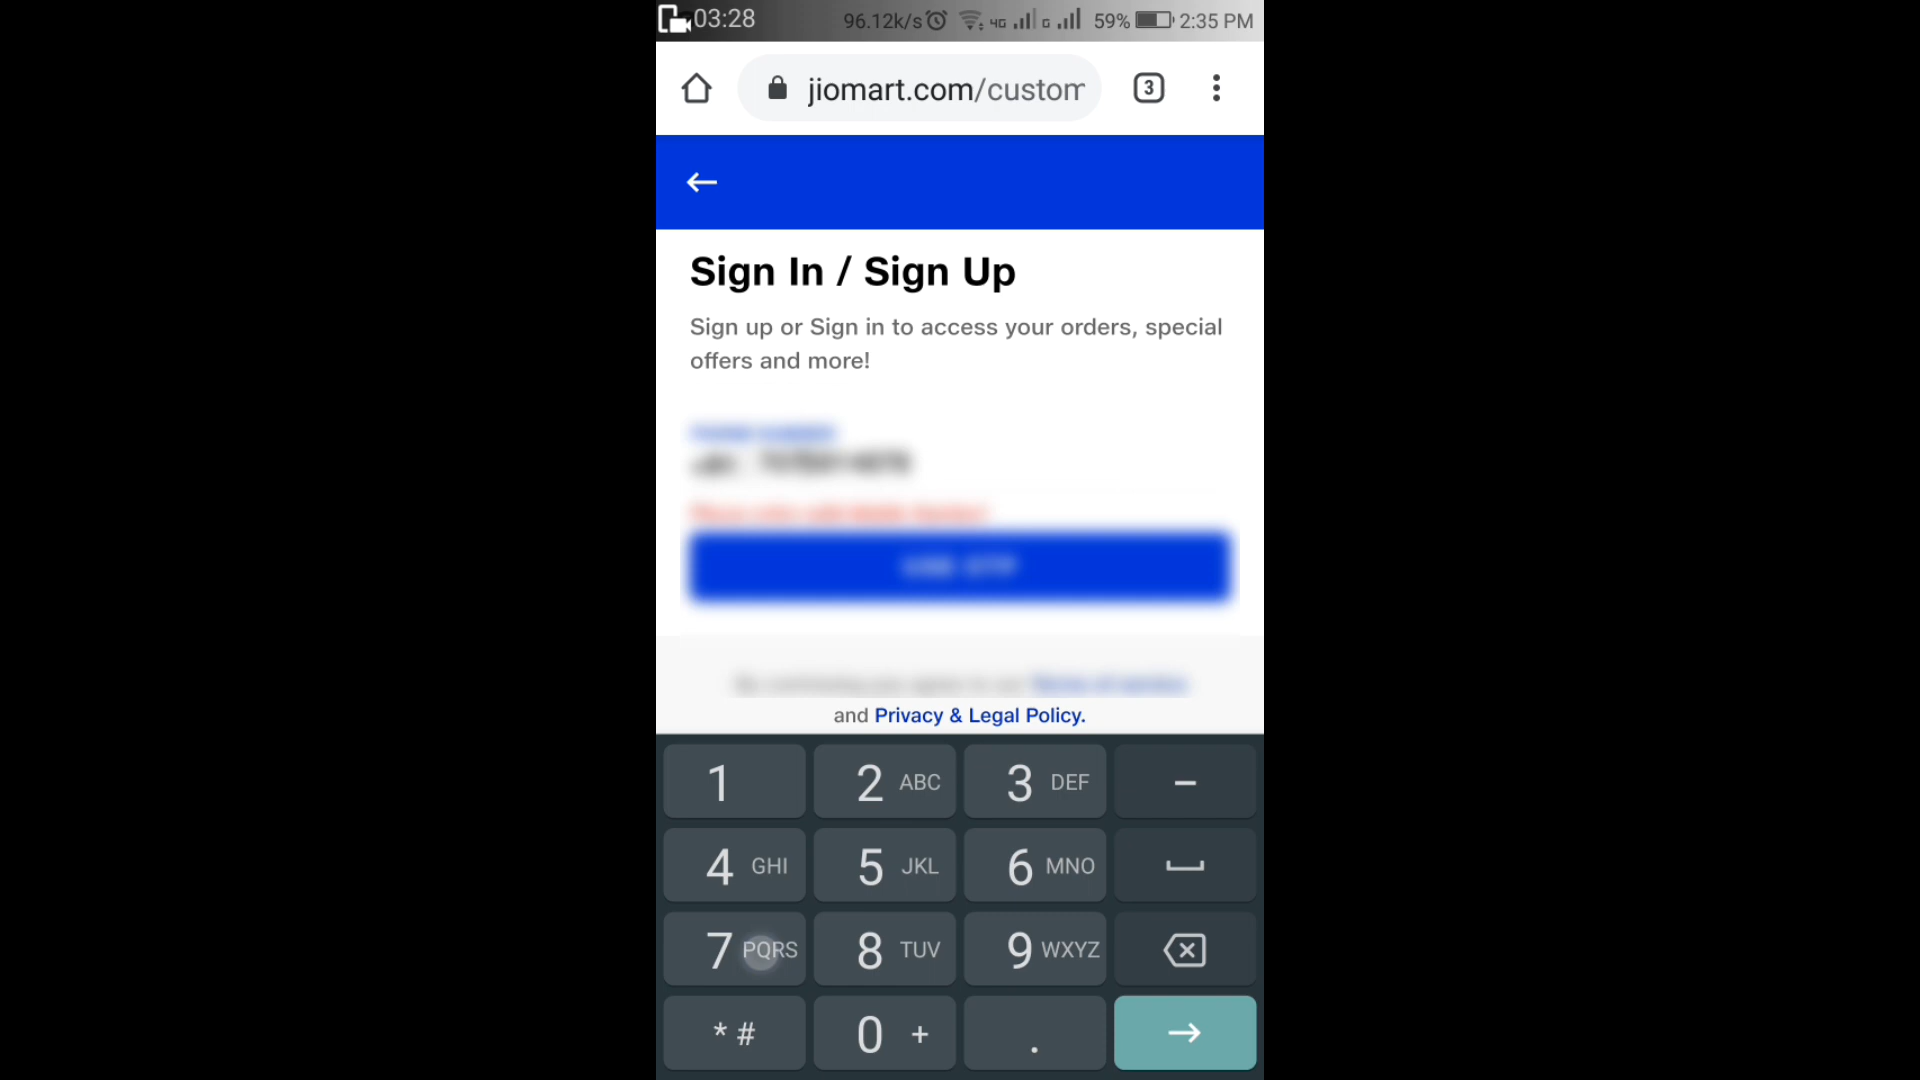 03:28 96.12k/s 4G G 59% 2:35 PM
jiomart.com/custom 3
Sign In / Sign Up
Sign up or Sign in to access your orders, special
offers and more!
and Privacy & Legal Policy.
1 2 ABC 3 DEF –
4 GHI 5 JKL 6 MNO
7 PQRS 8 TUV 9 WXYZ
* # 0 + .